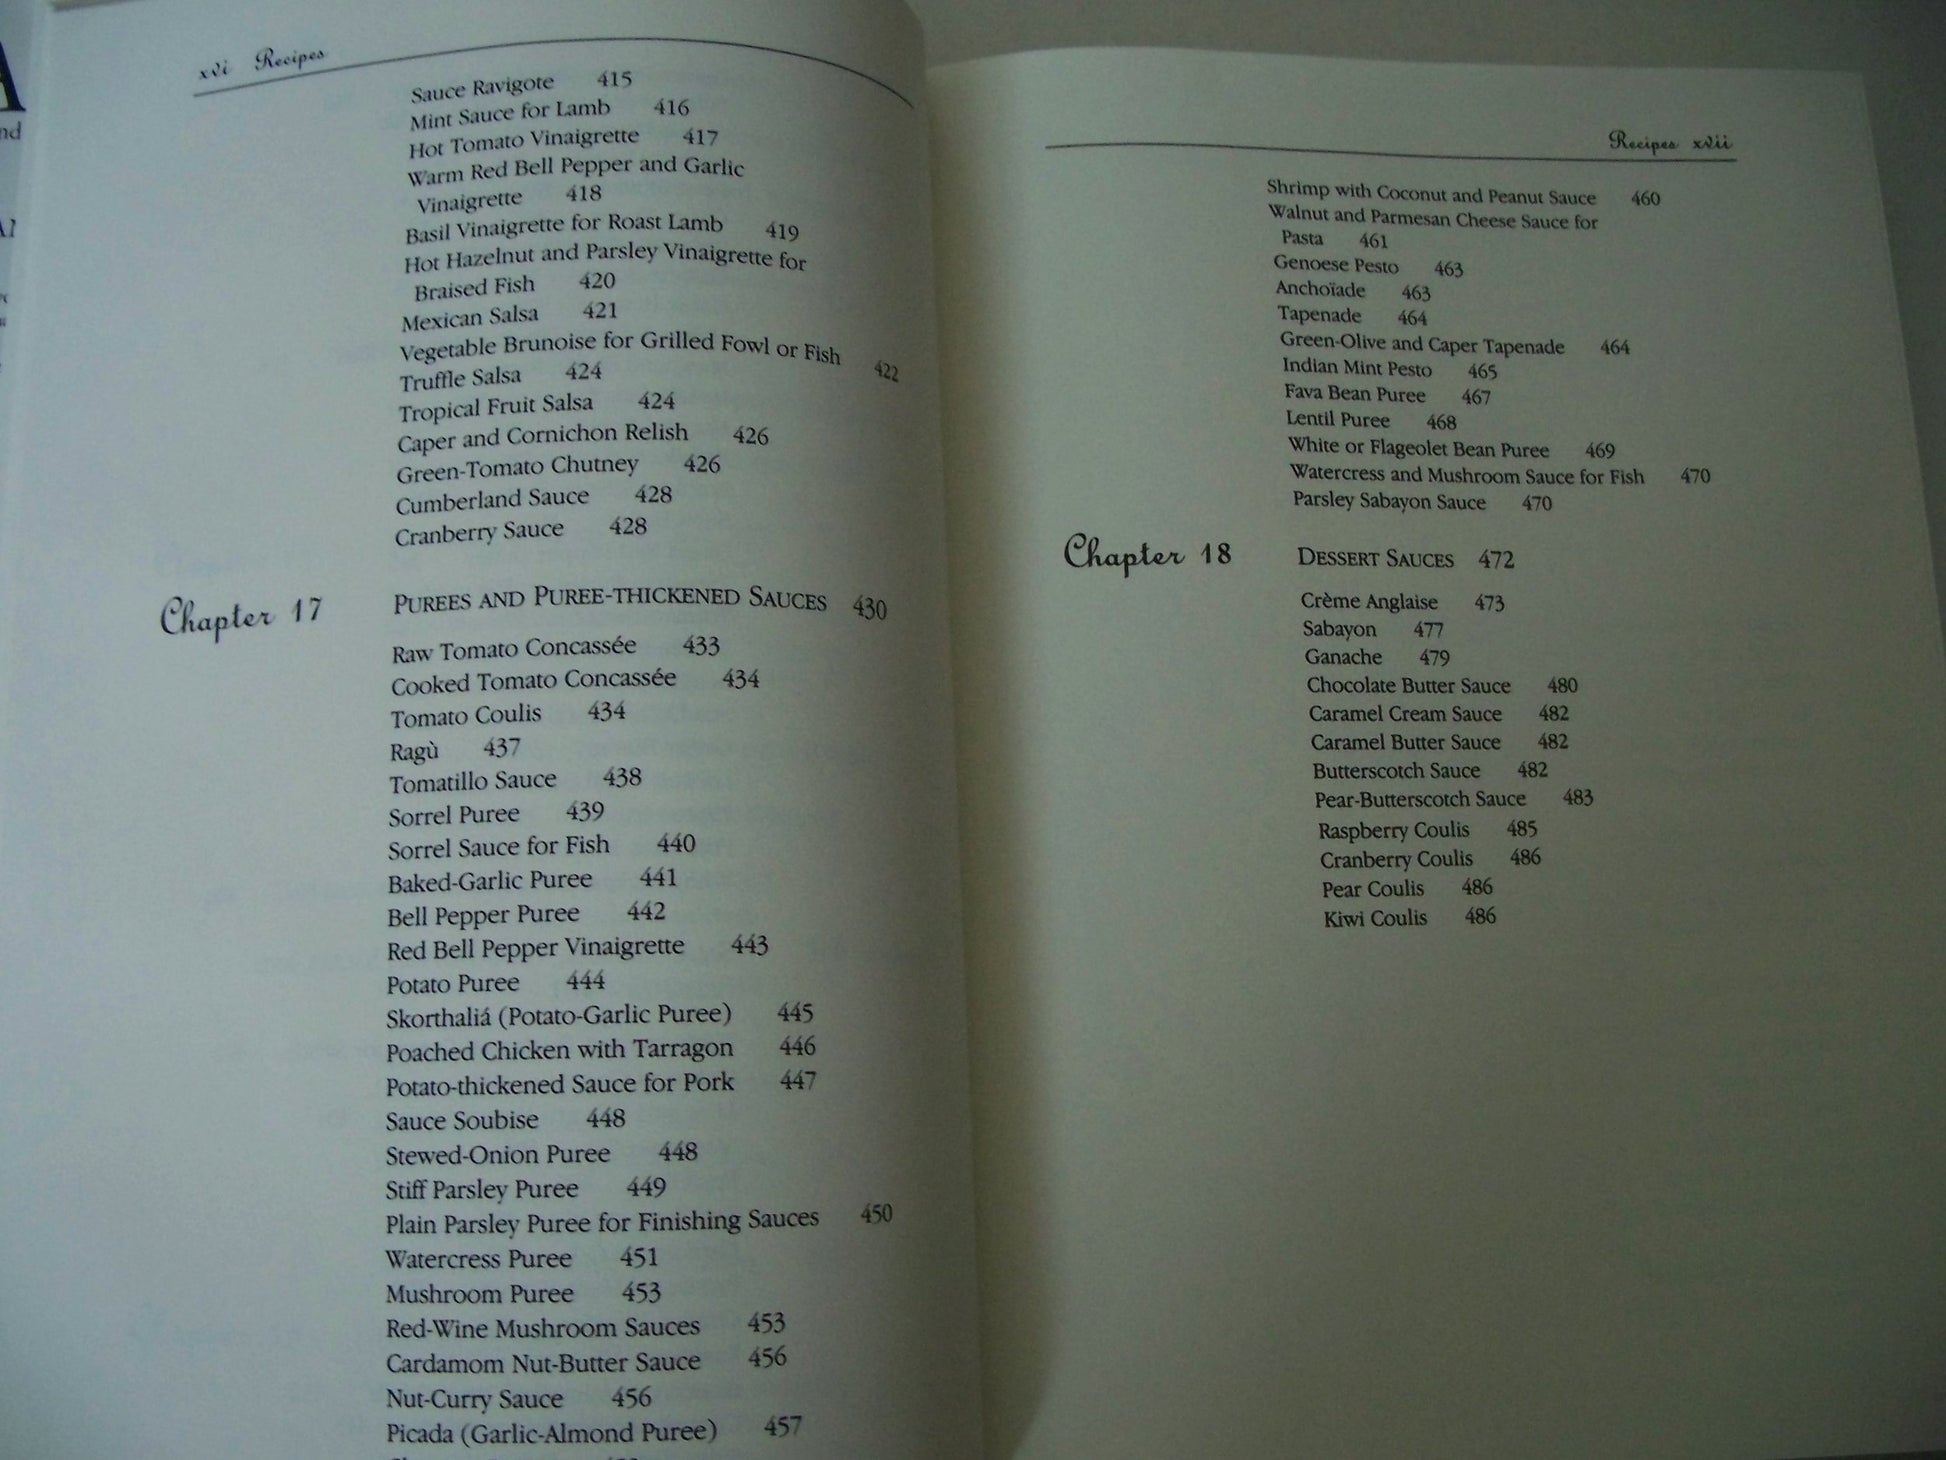 xvi Recipes
Sauce Ravigote 415
Mint Sauce for Lamb 416
Hot Tomato Vinaigrette 417
Warm Red Bell Pepper and Garlic
Vinaigrette 418
Basil Vinaigrette for Roast Lamb 419
Hot Hazelnut and Parsley Vinaigrette for
Braised Fish 420
Mexican Salsa 421
Vegetable Brunoise for Grilled Fowl or Fish 422
Truffle Salsa 424
Tropical Fruit Salsa 424
Caper and Cornichon Relish 426
Green-Tomato Chutney 426
Cumberland Sauce 428
Cranberry Sauce 428
Chapter 17 PUREES AND PUREE-THICKENED SAUCES 430
Raw Tomato Concassée 433
Cooked Tomato Concassée 434
Tomato Coulis 434
Ragù 437
Tomatillo Sauce 438
Sorrel Puree 439
Sorrel Sauce for Fish 440
Baked-Garlic Puree 441
Bell Pepper Puree 442
Red Bell Pepper Vinaigrette 443
Potato Puree 444
Skorthaliá (Potato-Garlic Puree) 445
Poached Chicken with Tarragon 446
Potato-thickened Sauce for Pork 447
Sauce Soubise 448
Stewed-Onion Puree 448
Stiff Parsley Puree 449
Plain Parsley Puree for Finishing Sauces 450
Watercress Puree 451
Mushroom Puree 453
Red-Wine Mushroom Sauces 453
Cardamom Nut-Butter Sauce 456
Nut-Curry Sauce 456
Picada (Garlic-Almond Puree) 457
Recipes xvii
Shrimp with Coconut and Peanut Sauce 460
Walnut and Parmesan Cheese Sauce for
Pasta 461
Genoese Pesto 463
Anchoïade 463
Tapenade 464
Green-Olive and Caper Tapenade 464
Indian Mint Pesto 465
Fava Bean Puree 467
Lentil Puree 468
White or Flageolet Bean Puree 469
Watercress and Mushroom Sauce for Fish 470
Parsley Sabayon Sauce 470
Chapter 18 DESSERT SAUCES 472
Crème Anglaise 473
Sabayon 477
Ganache 479
Chocolate Butter Sauce 480
Caramel Cream Sauce 482
Caramel Butter Sauce 482
Butterscotch Sauce 482
Pear-Butterscotch Sauce 483
Raspberry Coulis 485
Cranberry Coulis 486
Pear Coulis 486
Kiwi Coulis 486